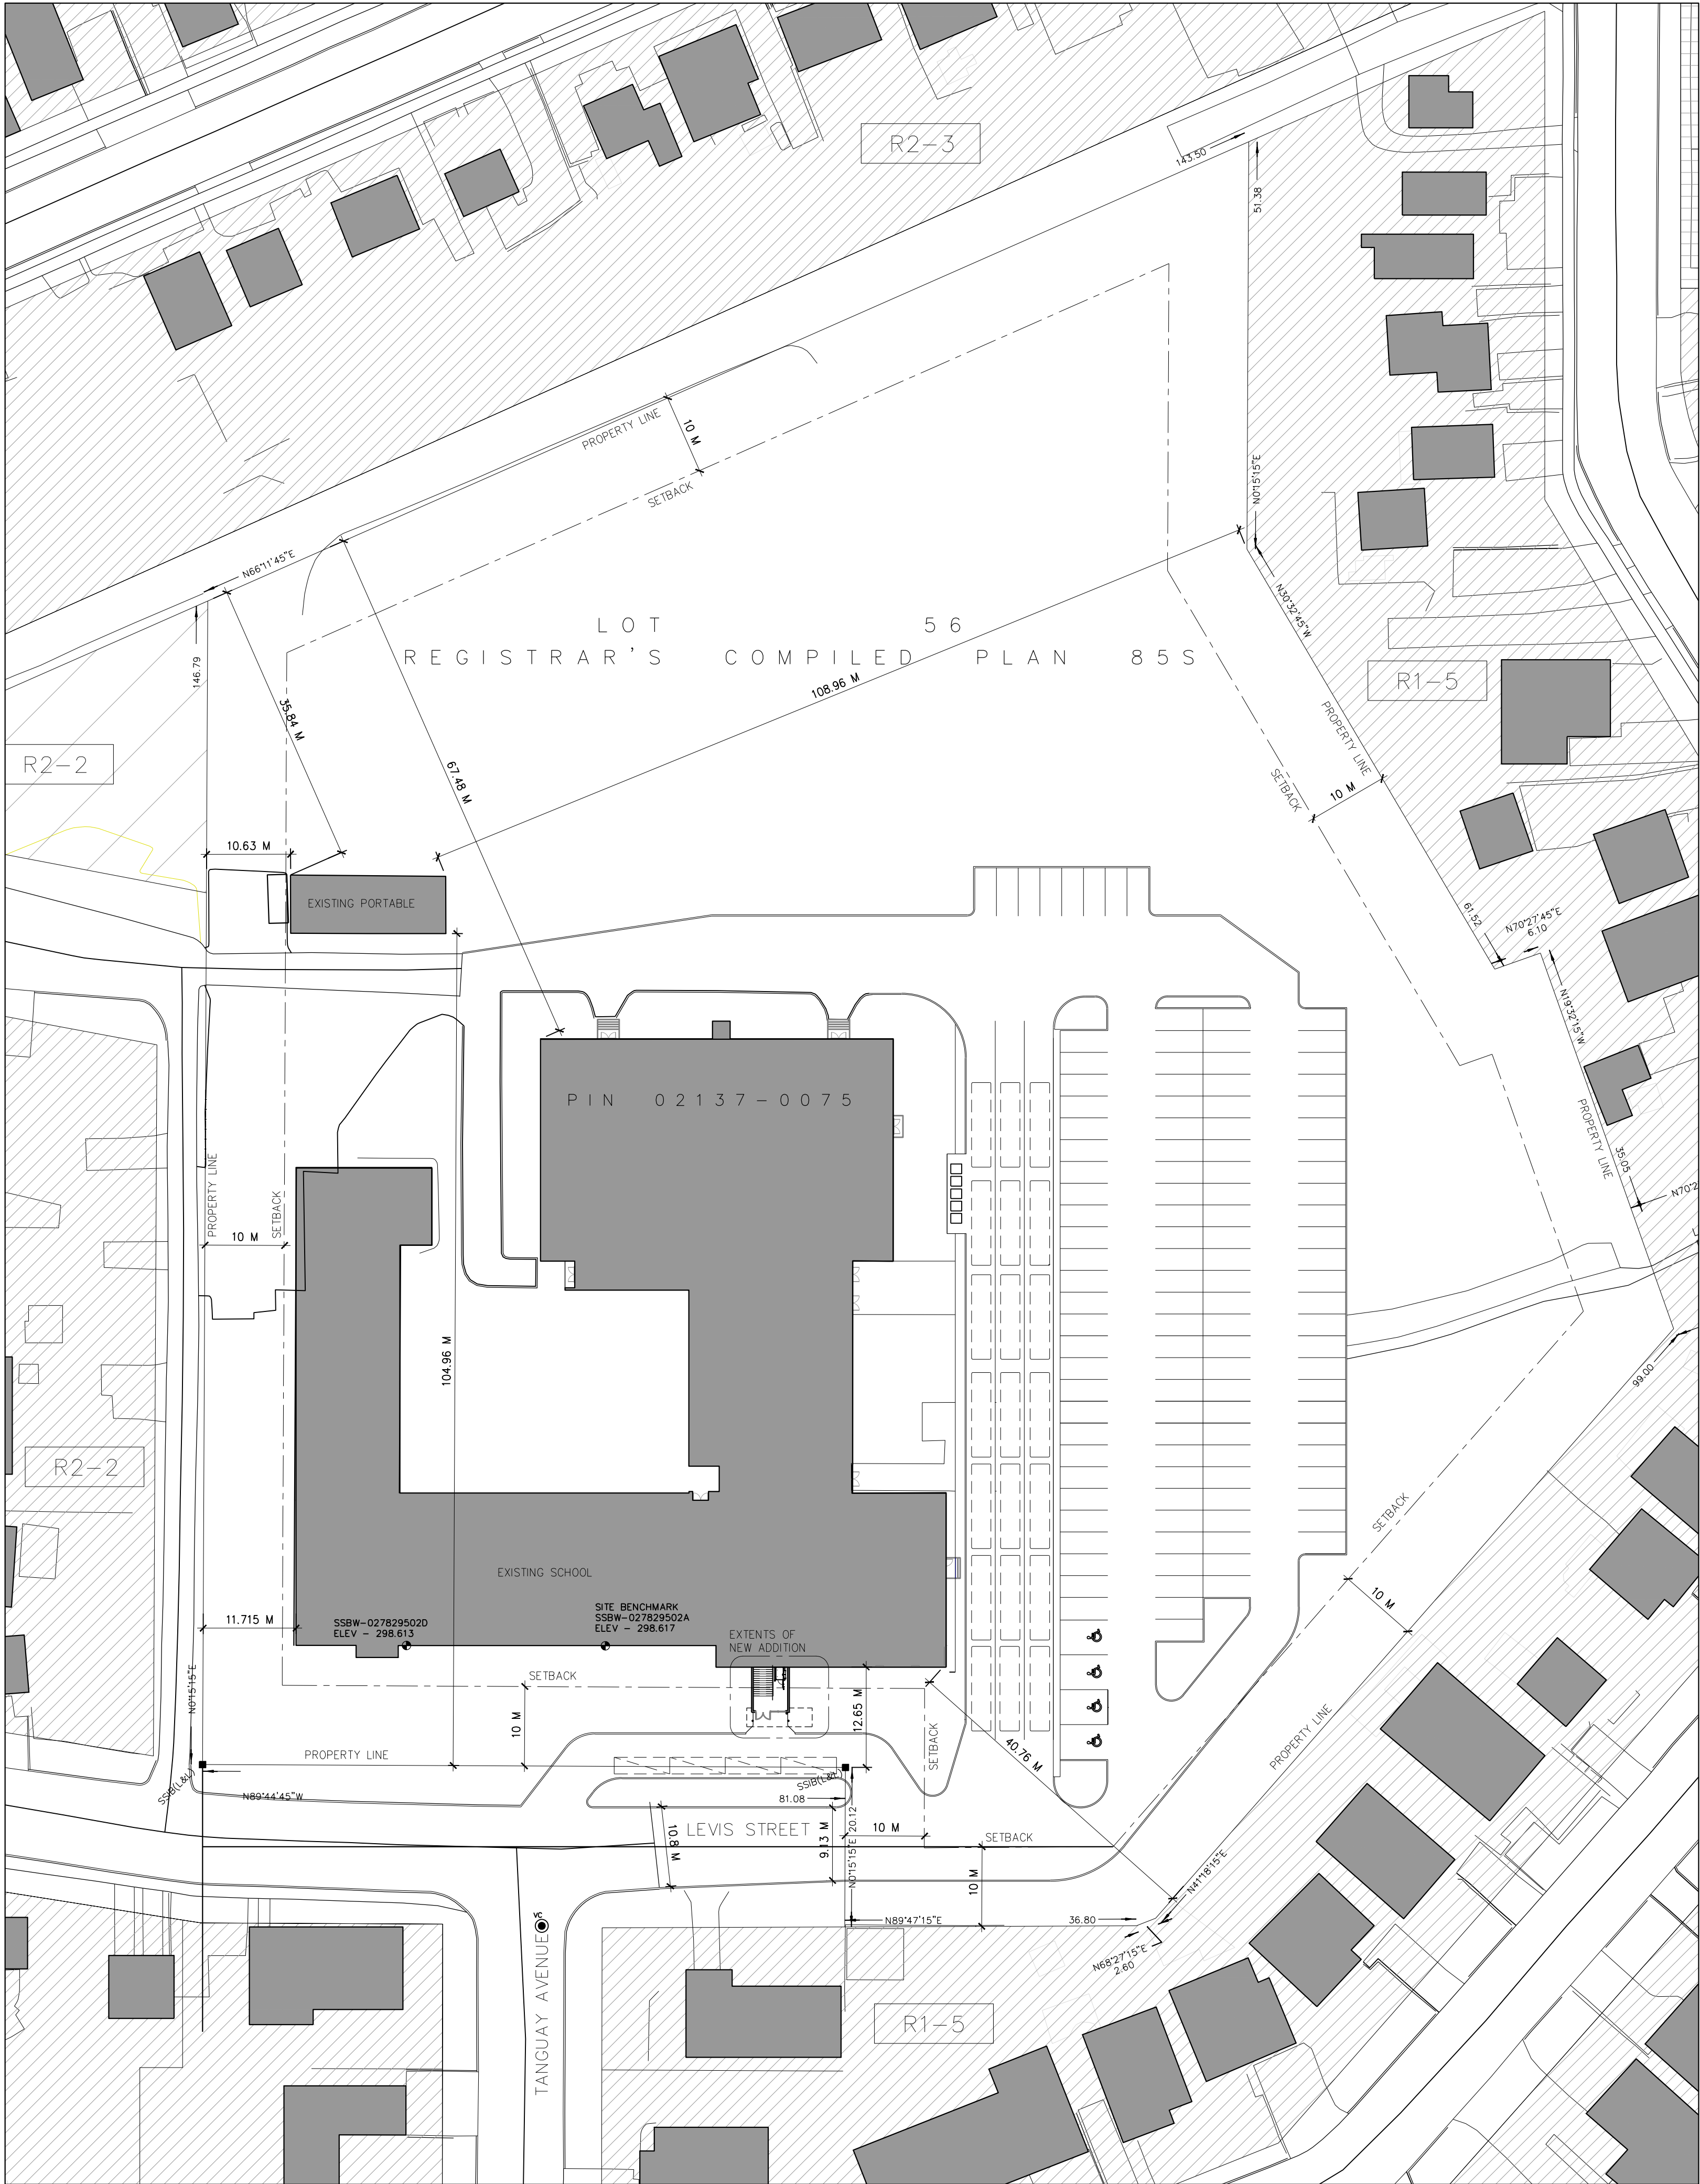 R2-3
143.50
51.38
PROPERTY LINE
10 M
SETBACK
N0°15'15"E
N66°11'45"E
N30°32'45"W
LOT 56
REGISTRAR'S COMPILED PLAN 85S
146.79
35.84 M
108.96 M
R1-5
PROPERTY LINE
R2-2
67.48 M
SETBACK
10 M
10.63 M
EXISTING PORTABLE
61.52
N70°27'45"E
6.10
N19°32'15"W
PIN 02137-0075
PROPERTY LINE
PROPERTY LINE
SETBACK
35.05
N70°2
10 M
104.96 M
99.00
R2-2
SETBACK
EXISTING SCHOOL
10 M
11.715 M
SSBW-027829502D
ELEV - 298.613
SITE BENCHMARK
SSBW-027829502A
ELEV - 298.617
EXTENTS OF
NEW ADDITION
N0°15'15"E
SETBACK
10 M
12.65 M
SETBACK
40.76 M
PROPERTY LINE
PROPERTY LINE
SSIB(L&L)
SSIB(L&L)
N89°44'45"W
81.08
LEVIS STREET
10.8 M
9.13 M
N0°15'15"E 20.12
10 M
SETBACK
10 M
N41°18'15"E
VC
N89°47'15"E
36.80
N68°27'15"E
2.60
TANGUAY AVENUE
R1-5